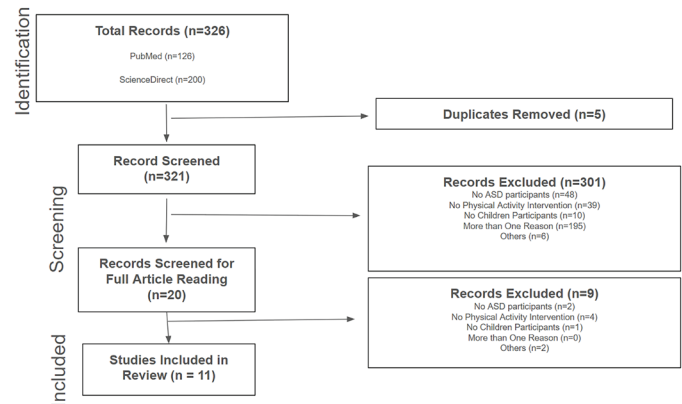 Identification
Total Records (n=326)
PubMed (n=126)
ScienceDirect (n=200)
Duplicates Removed (n=5)
Screening
Record Screened
(n=321)
Records Excluded (n=301)
No ASD participants (n=48)
No Physical Activity Intervention (n=39)
No Children Participants (n=10)
More than One Reason (n=195)
Others (n=6)
Records Screened for
Full Article Reading
(n=20)
Records Excluded (n=9)
No ASD participants (n=2)
No Physical Activity Intervention (n=4)
No Children Participants (n=1)
More than One Reason (n=0)
Others (n=2)
Included
Studies Included in
Review (n = 11)